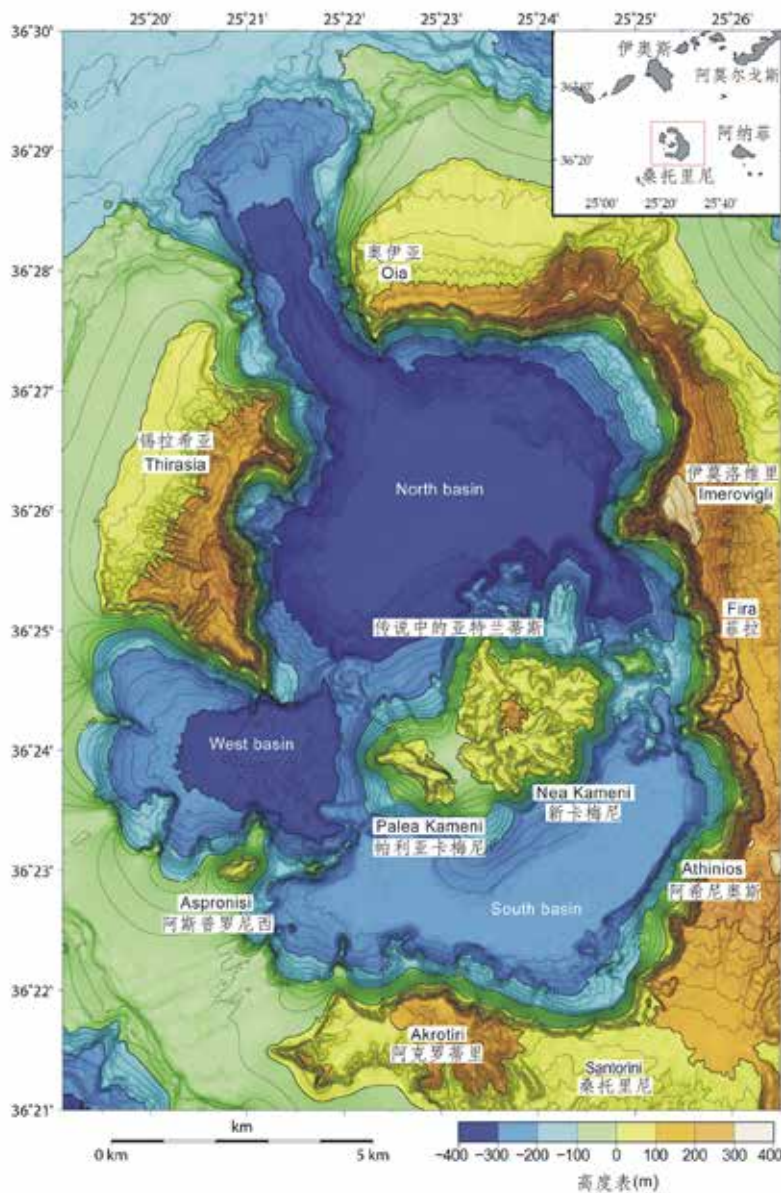 25°20' 25°21' 25°22' 25°23' 25°24' 25°25' 25°26'
36°30'
36°29'
36°28'
36°27'
36°26'
36°25'
36°24'
36°23'
36°22'
36°21'
伊奥斯
阿莫尔戈斯
36°40'
阿纳菲
36°20'
桑托里尼
25°00' 25°20' 25°40'
奥伊亚
Oia
锡拉希亚
Thirasia
North basin
伊莫洛维里
Imerovigli
Fira
菲拉
传说中的亚特兰蒂斯
West basin
Nea Kameni
新卡梅尼
Palea Kameni
帕利亚卡梅尼
Athinios
阿希尼奥斯
Aspronisi
阿斯普罗尼西
South basin
Akrotiri
阿克罗蒂里
Santorini
桑托里尼
km
0 km 5 km
−400 −300 −200 −100 0 100 200 300 400
高度表(m)